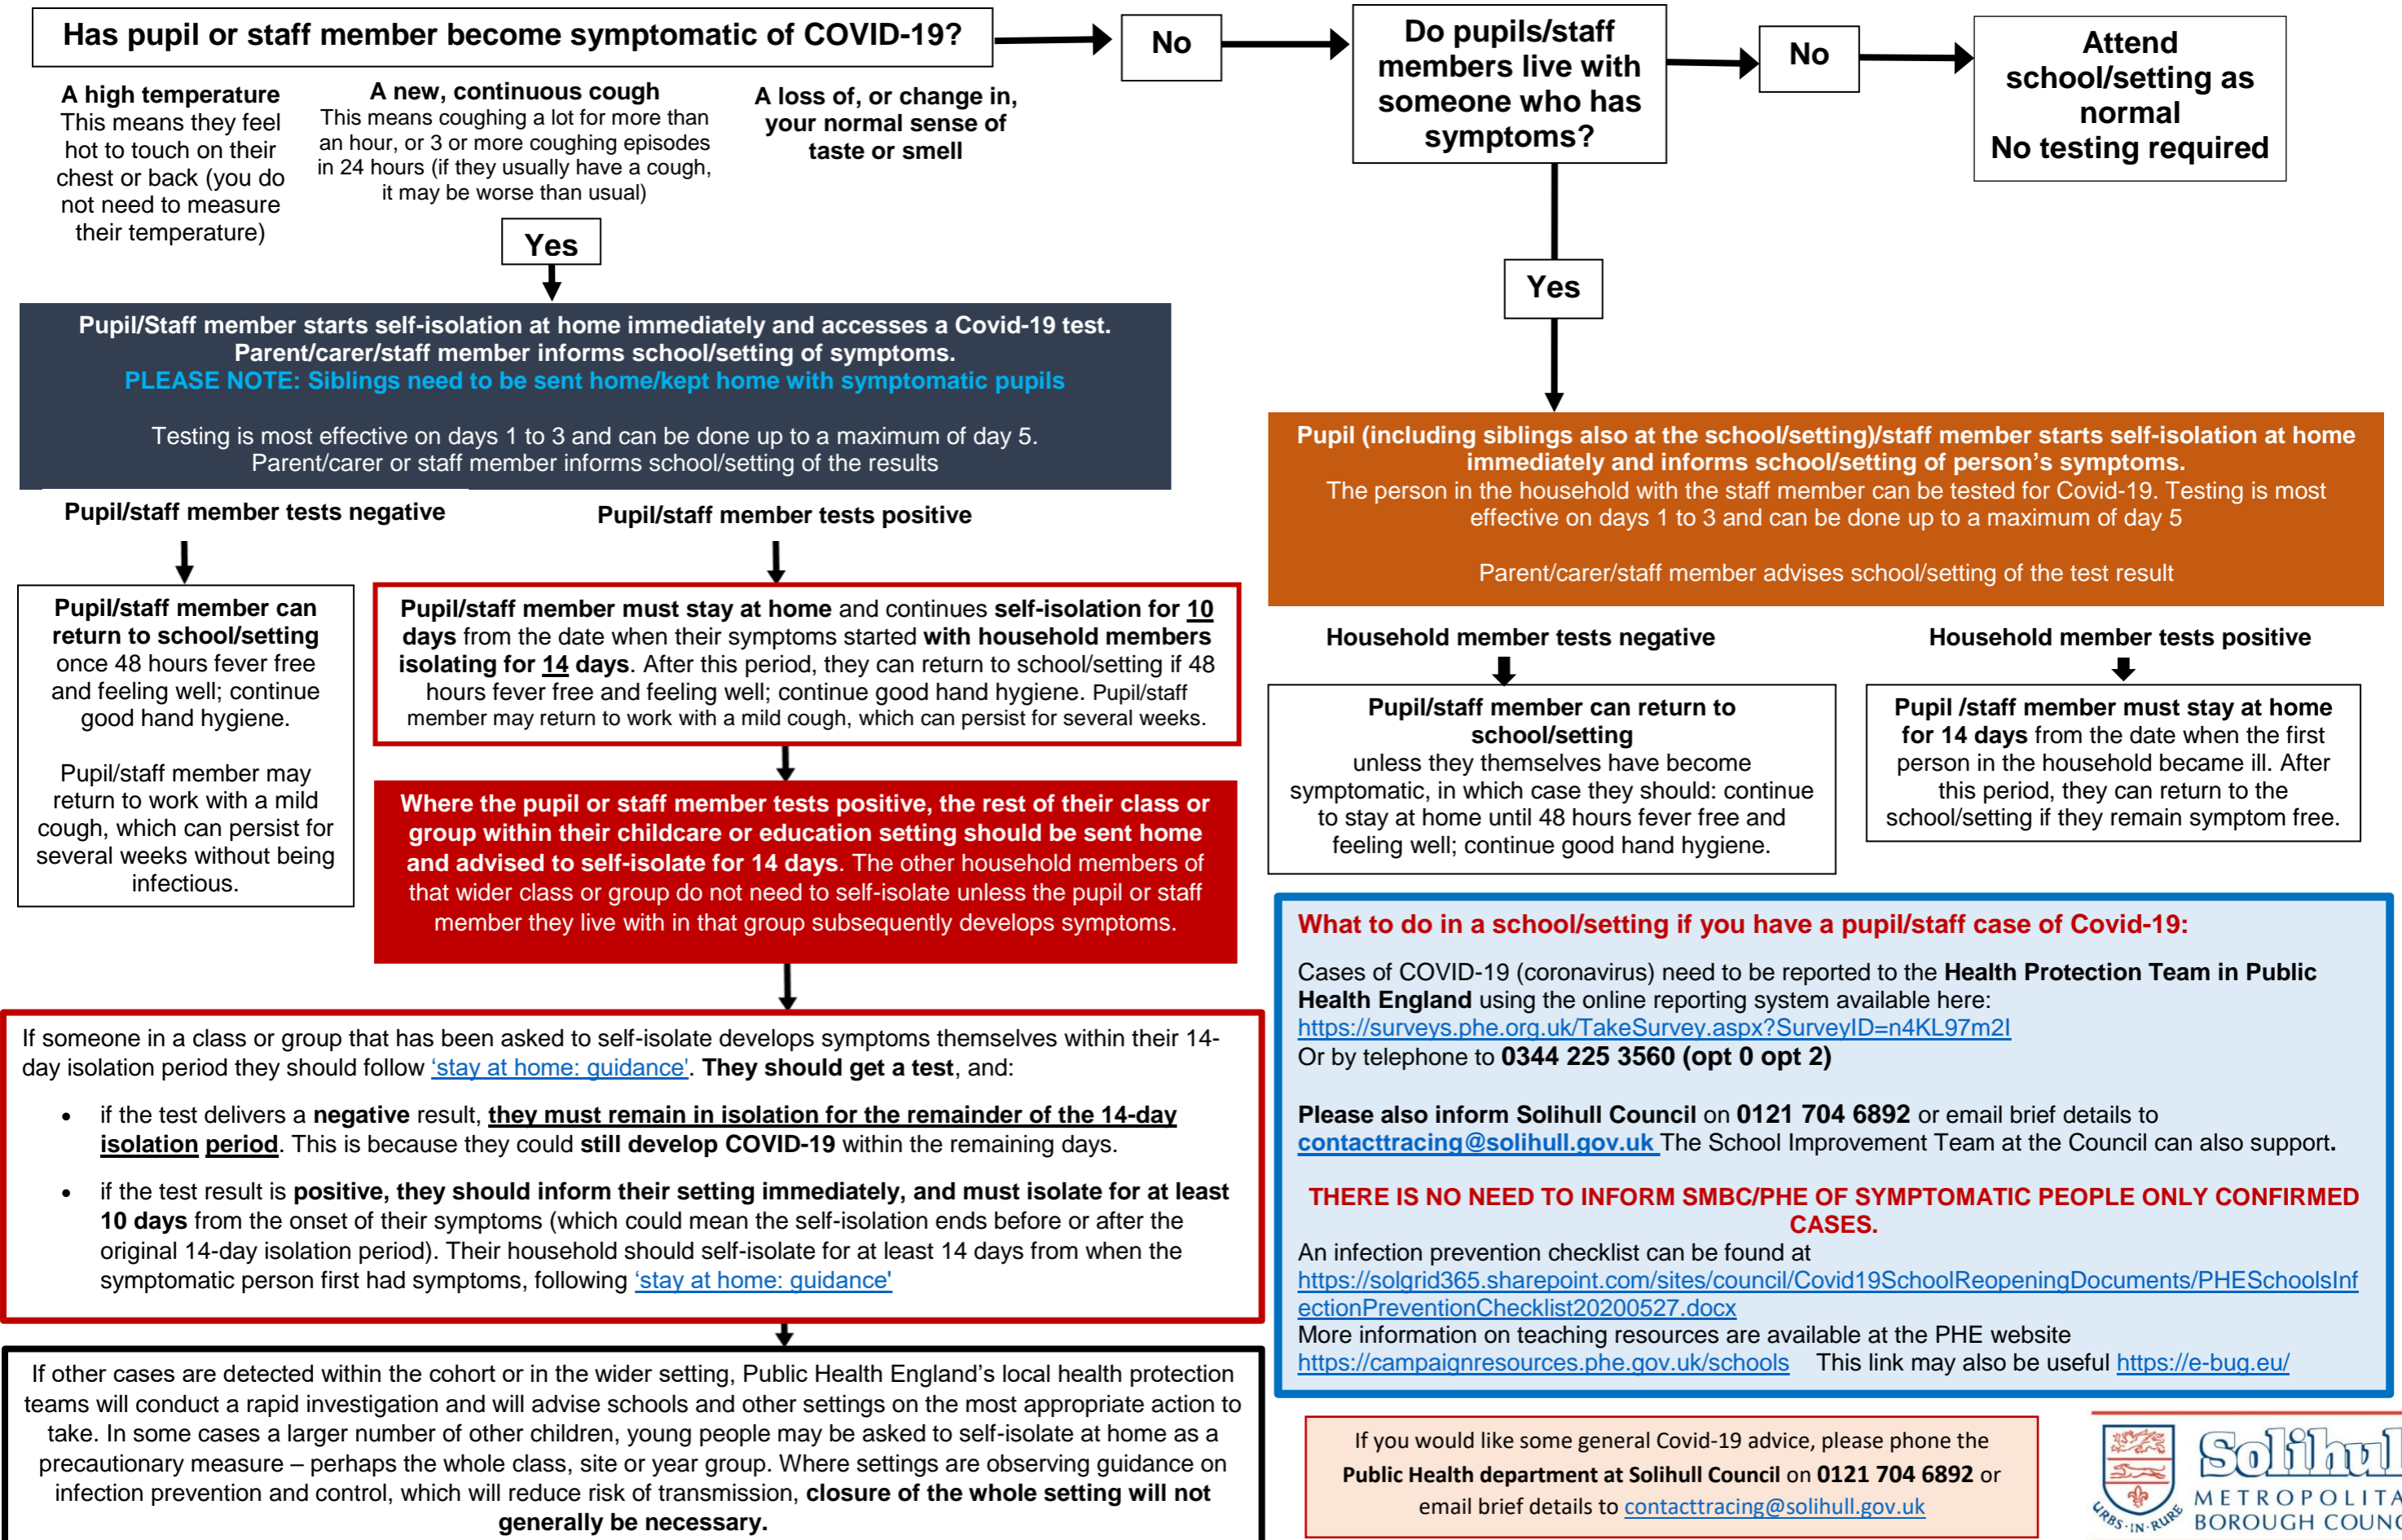 Has pupil or staff member become symptomatic of COVID-19?
No
Do pupils/staff
members live with
someone who has
symptoms?
No
Attend
school/setting as
normal
No testing required
A high temperature
This means they feel
hot to touch on their
chest or back (you do
not need to measure
their temperature)
A new, continuous cough
This means coughing a lot for more than
an hour, or 3 or more coughing episodes
in 24 hours (if they usually have a cough,
it may be worse than usual)
A loss of, or change in,
your normal sense of
taste or smell
Yes
Yes
Pupil/Staff member starts self-isolation at home immediately and accesses a Covid-19 test.
Parent/carer/staff member informs school/setting of symptoms.
PLEASE NOTE: Siblings need to be sent home/kept home with symptomatic pupils
Testing is most effective on days 1 to 3 and can be done up to a maximum of day 5.
Parent/carer or staff member informs school/setting of the results
Pupil/staff member tests negative
Pupil/staff member tests positive
Pupil/staff member can
return to school/setting
once 48 hours fever free
and feeling well; continue
good hand hygiene.
Pupil/staff member may
return to work with a mild
cough, which can persist for
several weeks without being
infectious.
Pupil/staff member must stay at home and continues self-isolation for 10
days from the date when their symptoms started with household members
isolating for 14 days. After this period, they can return to school/setting if 48
hours fever free and feeling well; continue good hand hygiene. Pupil/staff
member may return to work with a mild cough, which can persist for several weeks.
Where the pupil or staff member tests positive, the rest of their class or
group within their childcare or education setting should be sent home
and advised to self-isolate for 14 days. The other household members of
that wider class or group do not need to self-isolate unless the pupil or staff
member they live with in that group subsequently develops symptoms.
If someone in a class or group that has been asked to self-isolate develops symptoms themselves within their 14-
day isolation period they should follow 'stay at home: guidance'. They should get a test, and:
• if the test delivers a negative result, they must remain in isolation for the remainder of the 14-day
isolation period. This is because they could still develop COVID-19 within the remaining days.
• if the test result is positive, they should inform their setting immediately, and must isolate for at least
10 days from the onset of their symptoms (which could mean the self-isolation ends before or after the
original 14-day isolation period). Their household should self-isolate for at least 14 days from when the
symptomatic person first had symptoms, following 'stay at home: guidance'
If other cases are detected within the cohort or in the wider setting, Public Health England's local health protection
teams will conduct a rapid investigation and will advise schools and other settings on the most appropriate action to
take. In some cases a larger number of other children, young people may be asked to self-isolate at home as a
precautionary measure – perhaps the whole class, site or year group. Where settings are observing guidance on
infection prevention and control, which will reduce risk of transmission, closure of the whole setting will not
generally be necessary.
Pupil (including siblings also at the school/setting)/staff member starts self-isolation at home
immediately and informs school/setting of person's symptoms.
The person in the household with the staff member can be tested for Covid-19. Testing is most
effective on days 1 to 3 and can be done up to a maximum of day 5
Parent/carer/staff member advises school/setting of the test result
Household member tests negative
Household member tests positive
Pupil/staff member can return to
school/setting
unless they themselves have become
symptomatic, in which case they should: continue
to stay at home until 48 hours fever free and
feeling well; continue good hand hygiene.
Pupil /staff member must stay at home
for 14 days from the date when the first
person in the household became ill. After
this period, they can return to the
school/setting if they remain symptom free.
What to do in a school/setting if you have a pupil/staff case of Covid-19:
Cases of COVID-19 (coronavirus) need to be reported to the Health Protection Team in Public
Health England using the online reporting system available here:
https://surveys.phe.org.uk/TakeSurvey.aspx?SurveyID=n4KL97m2I
Or by telephone to 0344 225 3560 (opt 0 opt 2)
Please also inform Solihull Council on 0121 704 6892 or email brief details to
contacttracing@solihull.gov.uk The School Improvement Team at the Council can also support.
THERE IS NO NEED TO INFORM SMBC/PHE OF SYMPTOMATIC PEOPLE ONLY CONFIRMED
CASES.
An infection prevention checklist can be found at
https://solgrid365.sharepoint.com/sites/council/Covid19SchoolReopeningDocuments/PHESchoolsInf
ectionPreventionChecklist20200527.docx
More information on teaching resources are available at the PHE website
https://campaignresources.phe.gov.uk/schools This link may also be useful https://e-bug.eu/
If you would like some general Covid-19 advice, please phone the
Public Health department at Solihull Council on 0121 704 6892 or
email brief details to contacttracing@solihull.gov.uk
URBS·IN·RURE
Solihull
METROPOLITA
BOROUGH COUNC